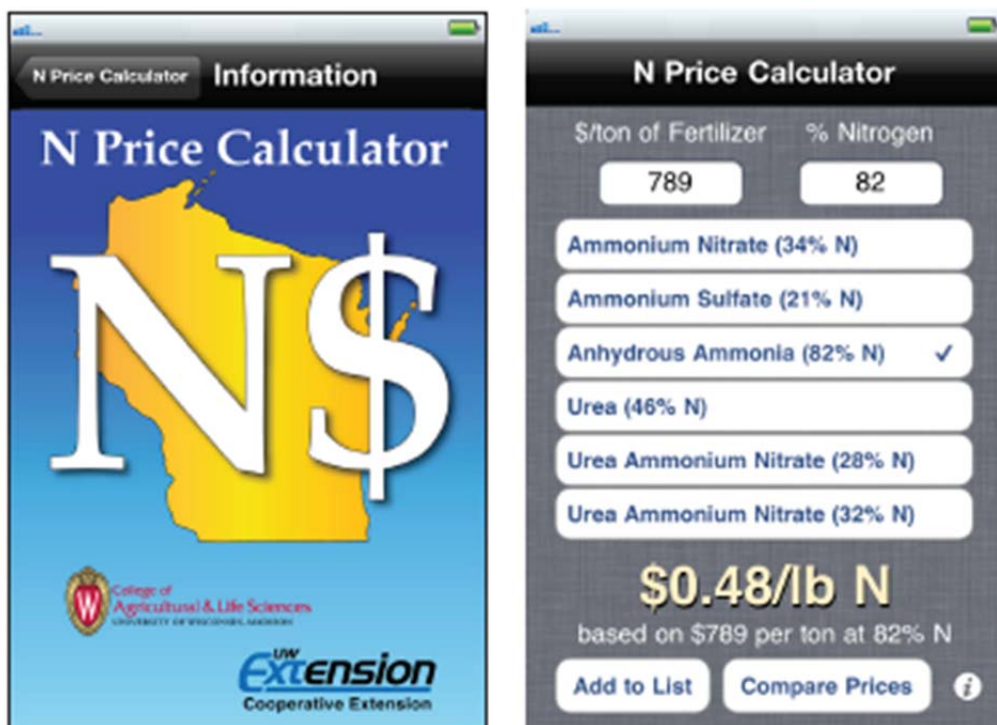 N Price Calculator
Information
N Price Calculator
N$
College of
Agricultural & Life Sciences
UNIVERSITY OF WISCONSIN-MADISON
UW
Extension
Cooperative Extension
N Price Calculator
$/ton of Fertilizer
% Nitrogen
789
82
Ammonium Nitrate (34% N)
Ammonium Sulfate (21% N)
Anhydrous Ammonia (82% N)
Urea (46% N)
Urea Ammonium Nitrate (28% N)
Urea Ammonium Nitrate (32% N)
$0.48/lb N
based on $789 per ton at 82% N
Add to List
Compare Prices
i